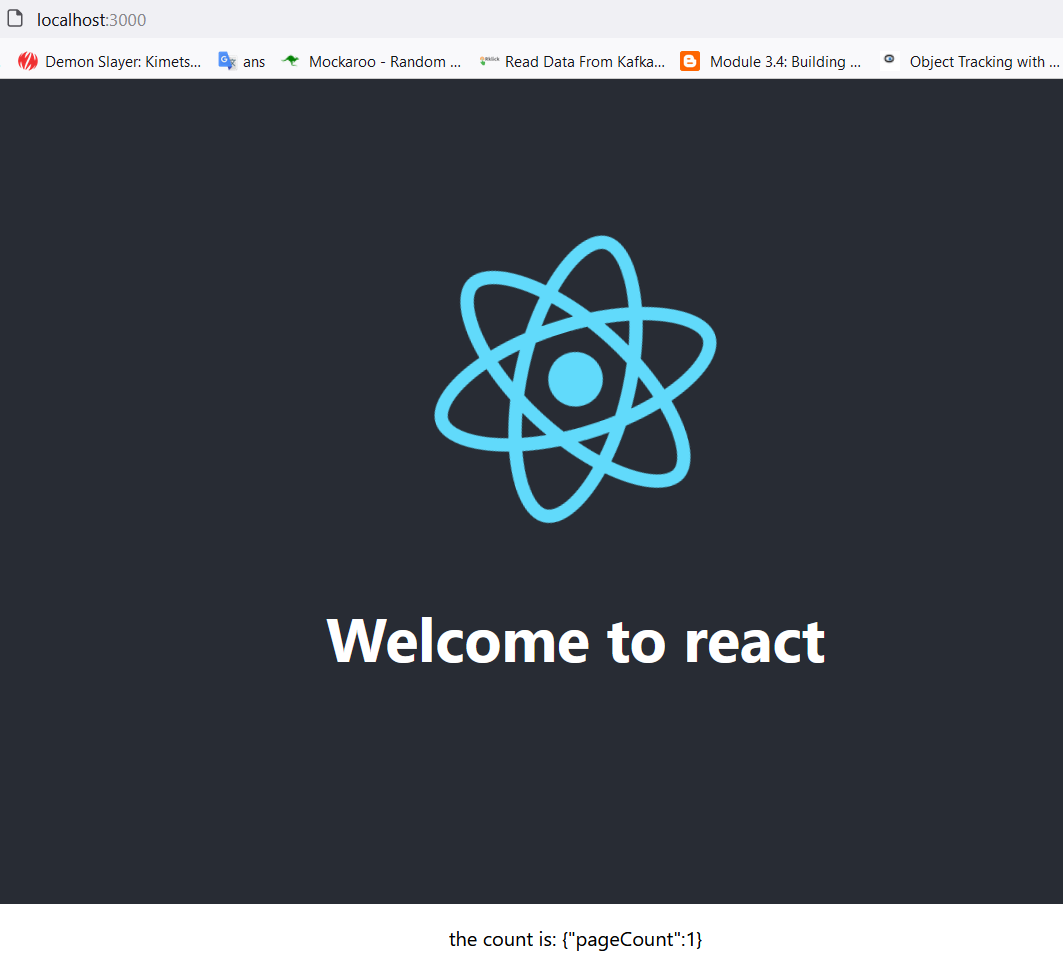 localhost:3000
Demon Slayer: Kimets... ans Mockaroo - Random ... Read Data From Kafka... Module 3.4: Building ... Object Tracking with ...
Welcome to react
the count is: {"pageCount":1}